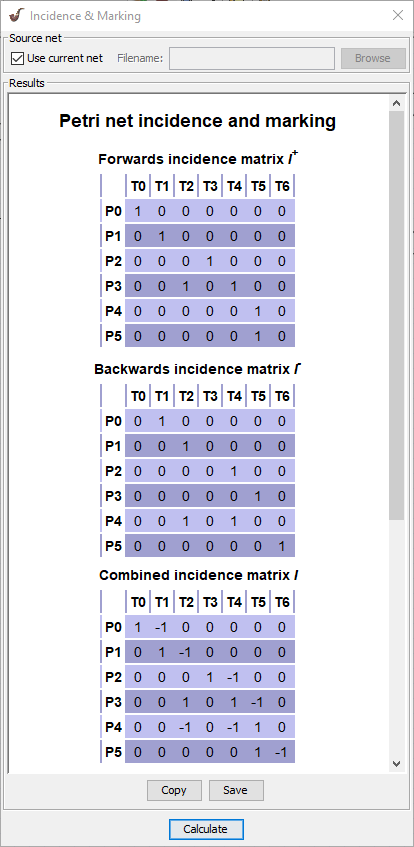 Incidence & Marking
Source net
Use current net Filename: Browse
Results
Petri net incidence and marking
Forwards incidence matrix I+
T0 T1 T2 T3 T4 T5 T6
P0 1 0 0 0 0 0 0
P1 0 1 0 0 0 0 0
P2 0 0 0 1 0 0 0
P3 0 0 1 0 1 0 0
P4 0 0 0 0 0 1 0
P5 0 0 0 0 0 1 0
Backwards incidence matrix I-
T0 T1 T2 T3 T4 T5 T6
P0 0 1 0 0 0 0 0
P1 0 0 1 0 0 0 0
P2 0 0 0 0 1 0 0
P3 0 0 0 0 0 1 0
P4 0 0 1 0 1 0 0
P5 0 0 0 0 0 0 1
Combined incidence matrix I
T0 T1 T2 T3 T4 T5 T6
P0 1 -1 0 0 0 0 0
P1 0 1 -1 0 0 0 0
P2 0 0 0 1 -1 0 0
P3 0 0 1 0 1 -1 0
P4 0 0 -1 0 -1 1 0
P5 0 0 0 0 0 1 -1
Copy Save
Calculate